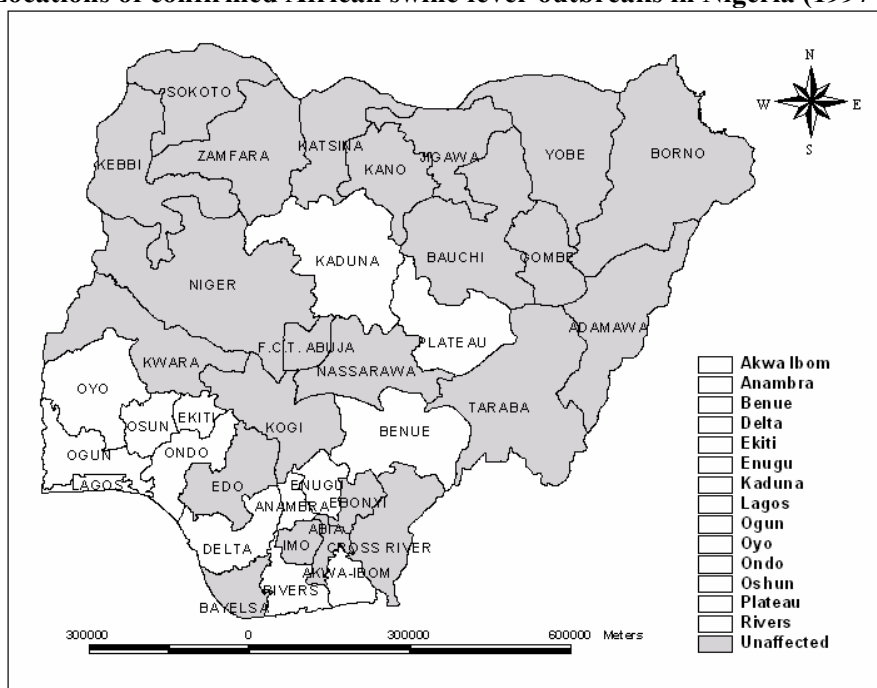 Locations of confirmed African swine fever outbreaks in Nigeria (1997
N
W E
S
SOKOTO
KEBBI
ZAMFARA
KATSINA
KANO
JIGAWA
YOBE
BORNO
KADUNA
BAUCHI
GOMBE
NIGER
ADAMAWA
PLATEAU
F.C.T. ABUJA
KWARA
NASSARAWA
OYO
TARABA
OSUN
EKITI
KOGI
BENUE
OGUN
ONDO
LAGOS
EDO
ENUGU
EBONYI
ANAMBRA
ABIA
DELTA
IMO
CROSS RIVER
AKWA-IBOM
RIVERS
BAYELSA
Akwa Ibom
Anambra
Benue
Delta
Ekiti
Enugu
Kaduna
Lagos
Ogun
Oyo
Ondo
Oshun
Plateau
Rivers
Unaffected
300000 0 300000 600000 Meters